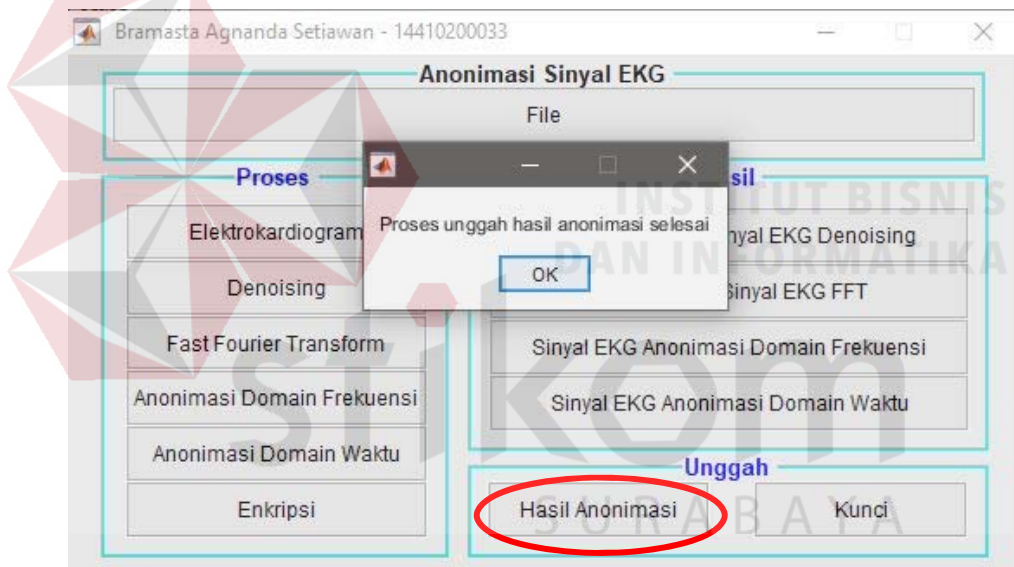 Bramasta Agnanda Setiawan - 14410200033
Anonimasi Sinyal EKG
File
Proses
sil
Elektrokardiogram
Denoising
Fast Fourier Transform
Anonimasi Domain Frekuensi
Anonimasi Domain Waktu
Enkripsi
Proses unggah hasil anonimasi selesai
OK
nyal EKG Denoising
Sinyal EKG FFT
Sinyal EKG Anonimasi Domain Frekuensi
Sinyal EKG Anonimasi Domain Waktu
Unggah
Hasil Anonimasi
Kunci
INSTITUT BISNIS
DAN INFORMATIKA
stikom
SURABAYA